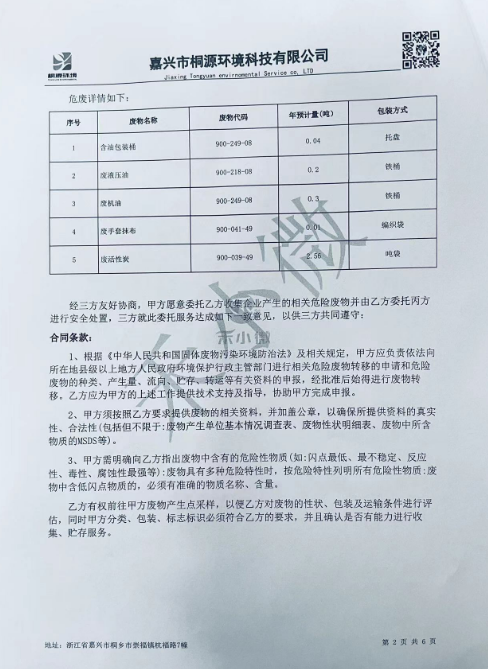 桐源环境
嘉兴市桐源环境科技有限公司
Jiaxing Tongyuan envirnomental Service co, LTD
危废详情如下：
序号 废物名称 废物代码 年预计量(吨) 包装方式
1 含油包装桶 900-249-08 0.04 托盘
2 废液压油 900-218-08 0.2 铁桶
3 废机油 900-249-08 0.3 铁桶
4 废手套抹布 900-041-49 0.01 编织袋
5 废活性炭 900-039-49 2.56 吨袋
经三方友好协商，甲方愿意委托乙方收集企业产生的相关危险废物并由乙方委托丙方
进行安全处置，三方就此委托服务达成如下一致意见，以供三方共同遵守：
合同条款：
1、根据《中华人民共和国固体废物污染环境防治法》及相关规定，甲方应负责依法向
所在地县级以上地方人民政府环境保护行政主管部门进行相关危险废物转移的申请和危险
废物的种类、产生量、流向、贮存、转运等有关资料的申报，经批准后始得进行废物转
移，乙方应为甲方的上述工作提供技术支持及指导，协助甲方完成申报。
2、甲方须按照乙方要求提供废物的相关资料，并加盖公章，以确保所提供资料的真实
性、合法性(包括但不限于:废物产生单位基本情况调查表、废物性状明细表、废物中所含
物质的MSDS等)。
3、甲方需明确向乙方指出废物中含有的危险性物质(如:闪点最低、最不稳定、反应
性、毒性、腐蚀性最强等):废物具有多种危险特性时，按危险特性列明所有危险性物质:废
物中含低闪点物质的，必须有准确的物质名称、含量。
乙方有权前往甲方废物产生点采样，以便乙方对废物的性状、包装及运输条件进行评
估，同时甲方分类、包装、标志标识必须符合乙方的要求，并且确认是否有能力进行收
集、贮存服务。
禾小微
禾小微
地址：浙江省嘉兴市桐乡市崇福镇杭福路7幢
第 2 页 共 6 页